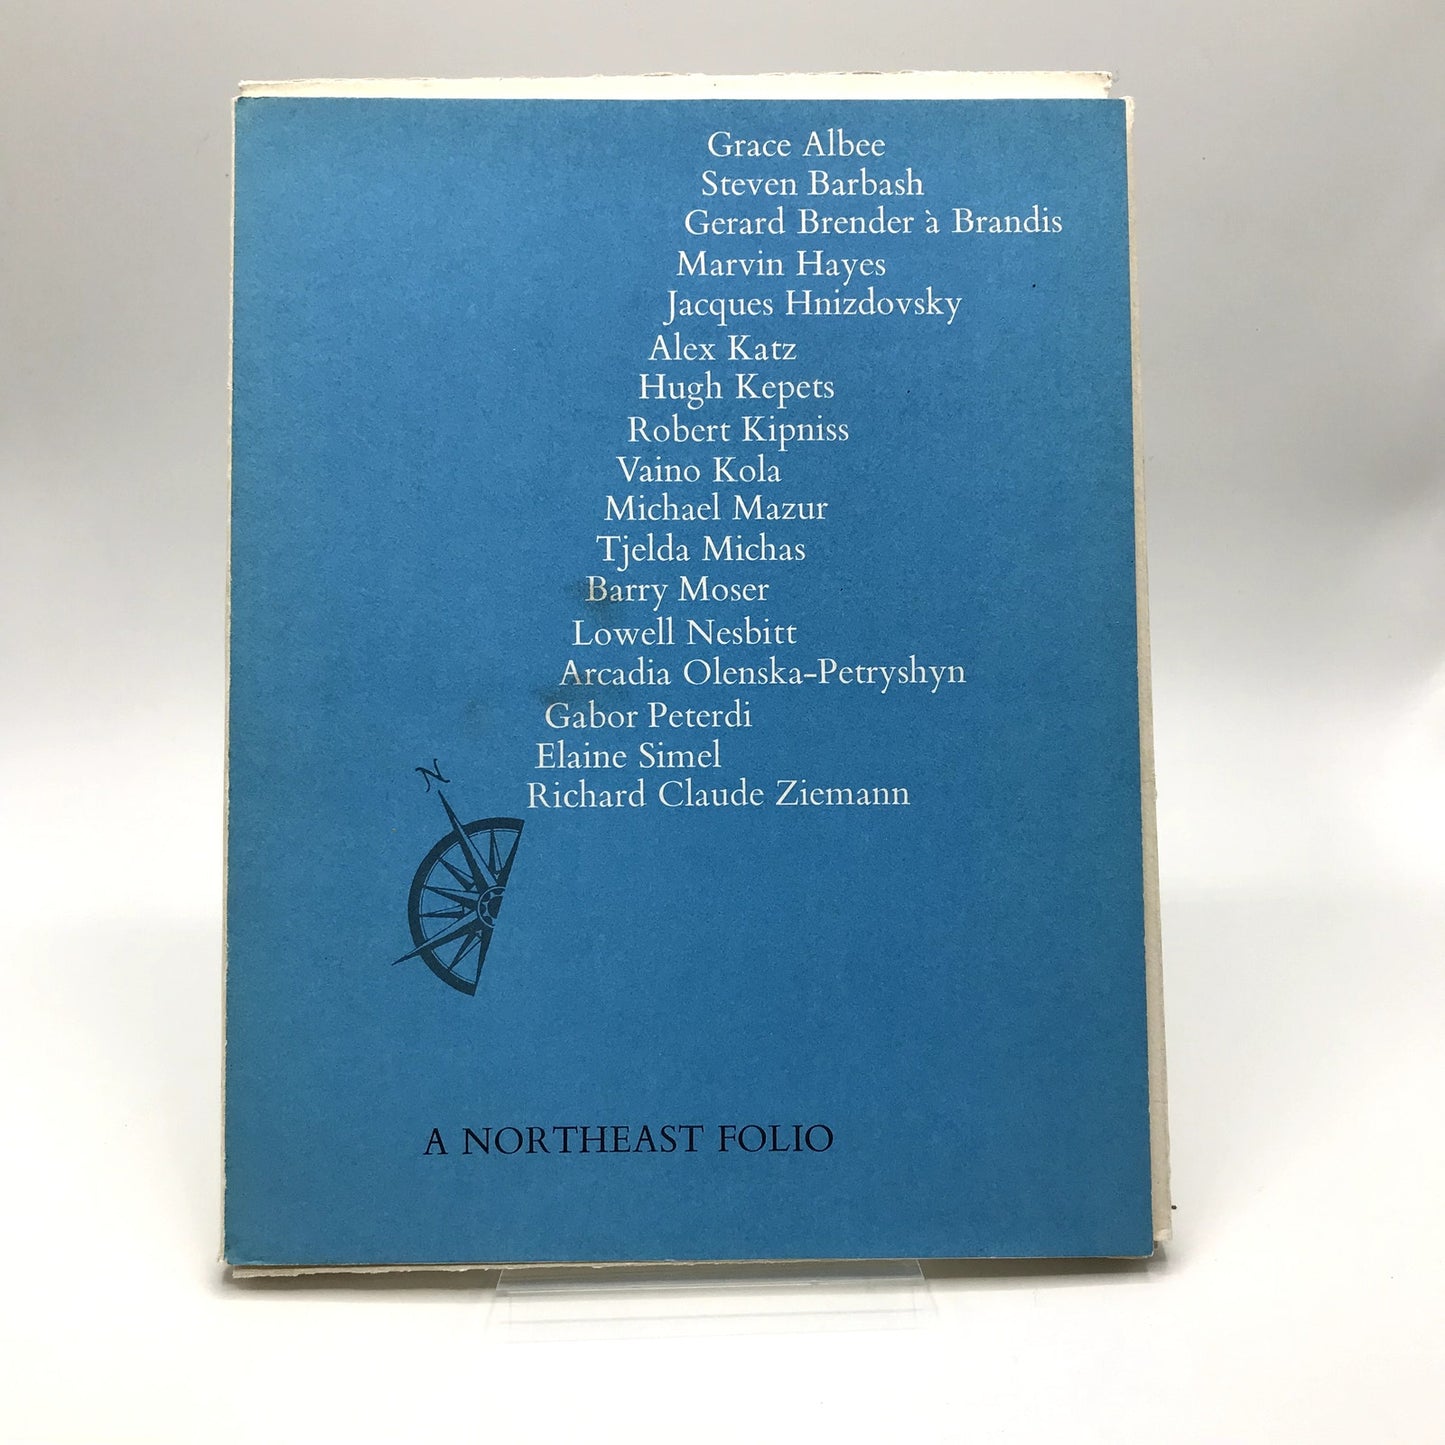 Grace Albee
Steven Barbash
Gerard Brender à Brandis
Marvin Hayes
Jacques Hnizdovsky
Alex Katz
Hugh Kepets
Robert Kipniss
Vaino Kola
Michael Mazur
Tjelda Michas
Barry Moser
Lowell Nesbitt
Arcadia Olenska-Petryshyn
Gabor Peterdi
Elaine Simel
Richard Claude Ziemann
N
A NORTHEAST FOLIO